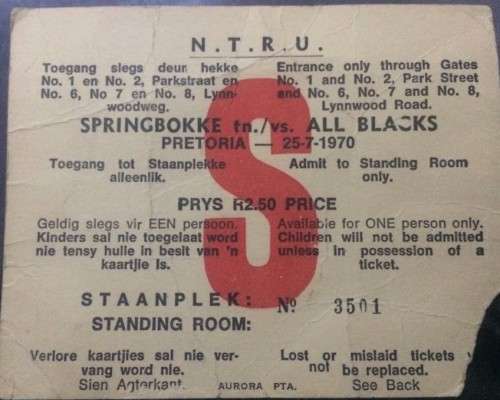 N.T.R.U.
Toegang slegs deur hekke
No. 1 en No. 2, Parkstraat en
No. 6, No 7 en No. 8, Lynn-
woodweg.
Entrance only through Gates
No. 1 and No. 2, Park Street
and No. 6, No. 7 and No. 8,
Lynnwood Road.
S
SPRINGBOKKE tn./vs. ALL BLACKS
PRETORIA — 25-7-1970
Toegang tot Staanplekke
alleenlik.
Admit to Standing Room
only.
PRYS R2.50 PRICE
Geldig slegs vir EEN persoon.
Kinders sal nie toegelaat word
nie tensy hulle in besit van 'n
kaartjie is.
Available for ONE person only.
Children will not be admitted
unless in possession of a
ticket.
STAANPLEK:
STANDING ROOM:
No 3501
Verlore kaartjies sal nie ver-
vang word nie.
Sien Agterkant.
Lost or mislaid tickets
not be replaced.
See Back
AURORA PTA.